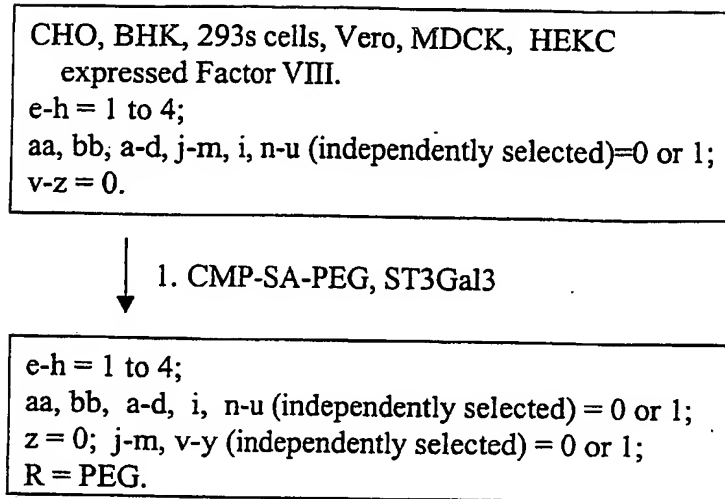 CHO, BHK, 293s cells, Vero, MDCK, HEKC
expressed Factor VIII.
e-h = 1 to 4;
aa, bb, a-d, j-m, i, n-u (independently selected)=0 or 1;
v-z = 0.
1. CMP-SA-PEG, ST3Gal3
e-h = 1 to 4;
aa, bb, a-d, i, n-u (independently selected) = 0 or 1;
z = 0; j-m, v-y (independently selected) = 0 or 1;
R = PEG.